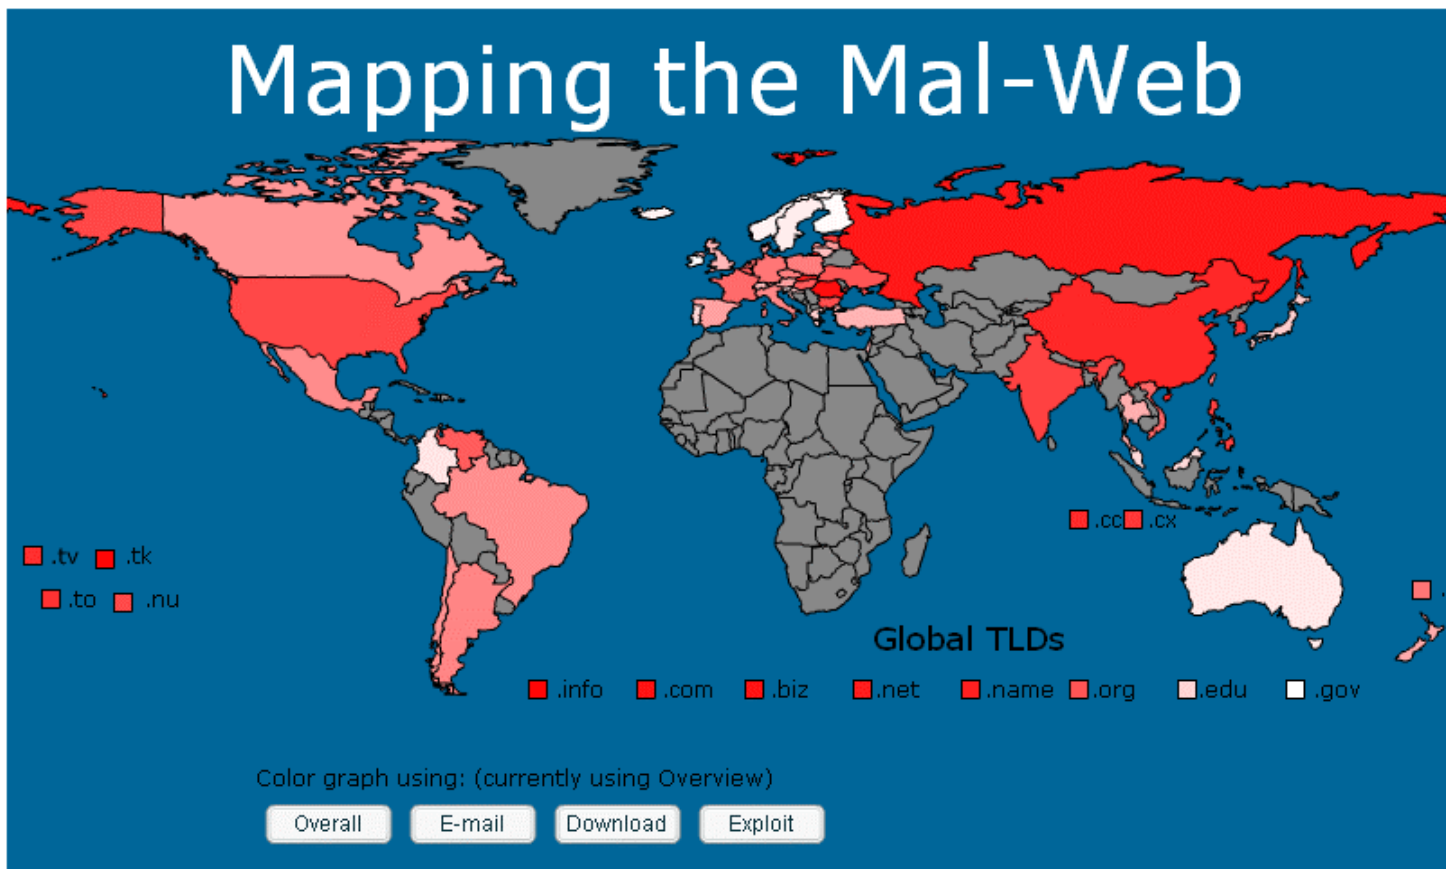 Mapping the Mal-Web
.cc .cx
.tv .tk
.to .nu
Global TLDs
.info .com .biz .net .name .org .edu .gov
Color graph using: (currently using Overview)
Overall E-mail Download Exploit